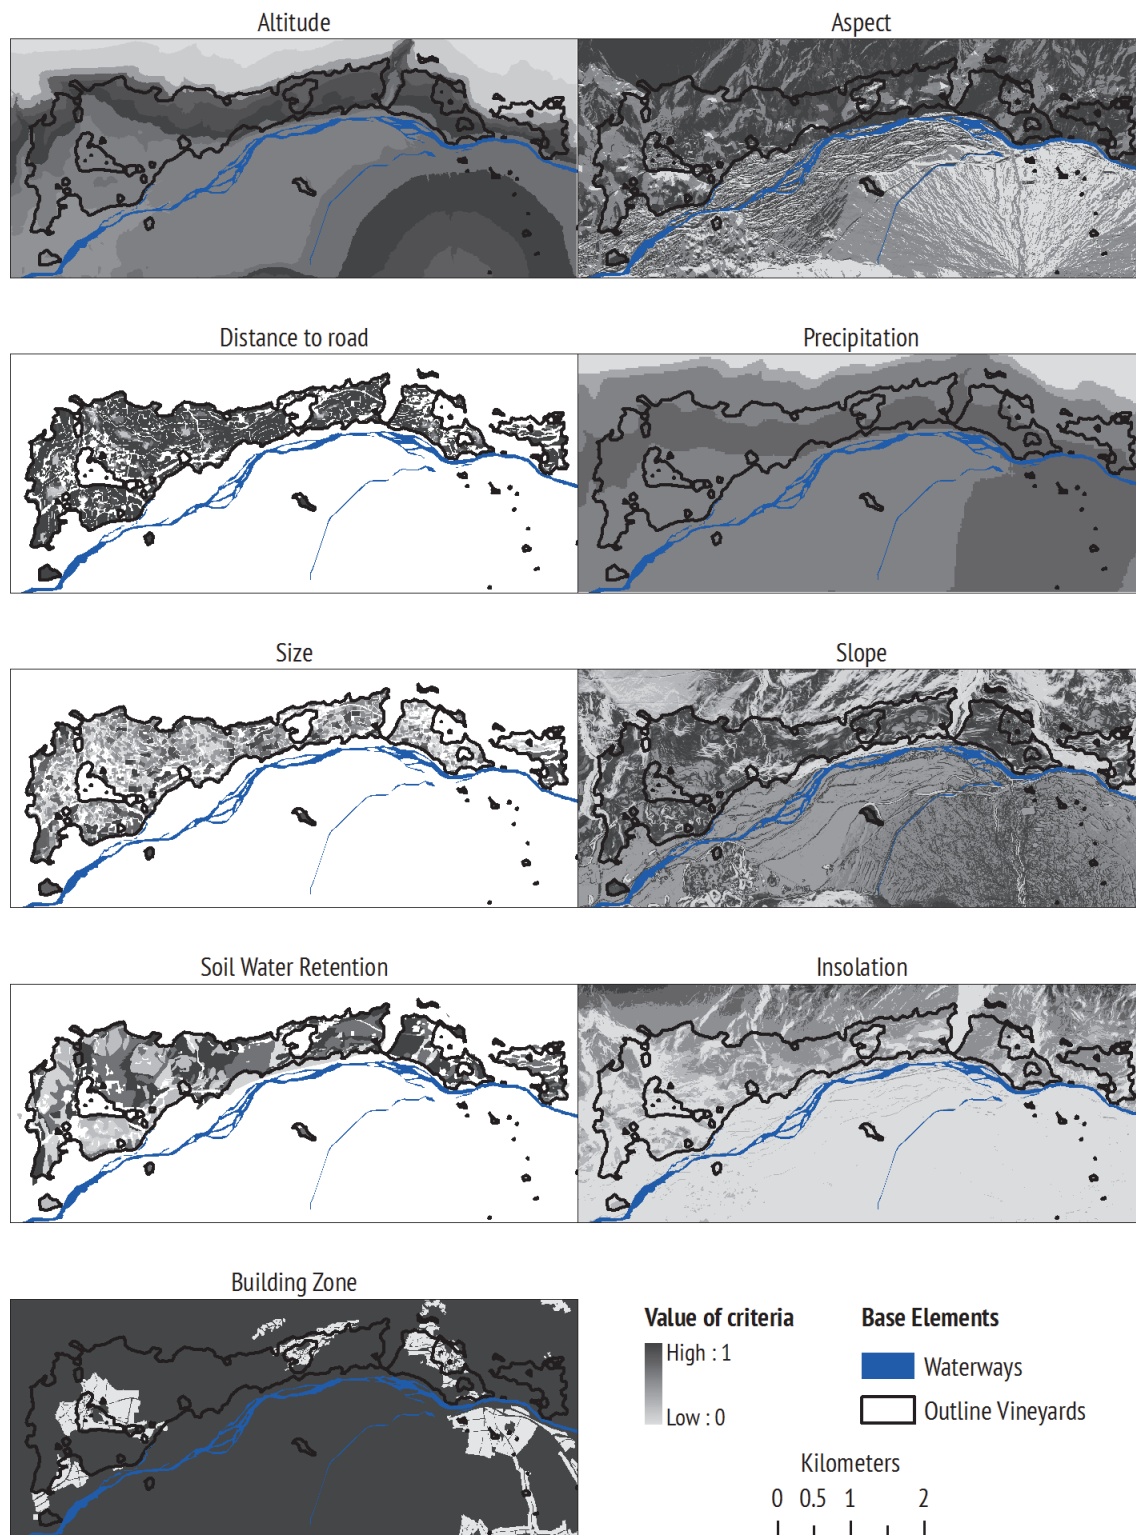 Altitude
Aspect
Distance to road
Precipitation
Size
Slope
Soil Water Retention
Insolation
Building Zone
Value of criteria
High : 1
Low : 0
Base Elements
Waterways
Outline Vineyards
Kilometers
0 0.5 1 2